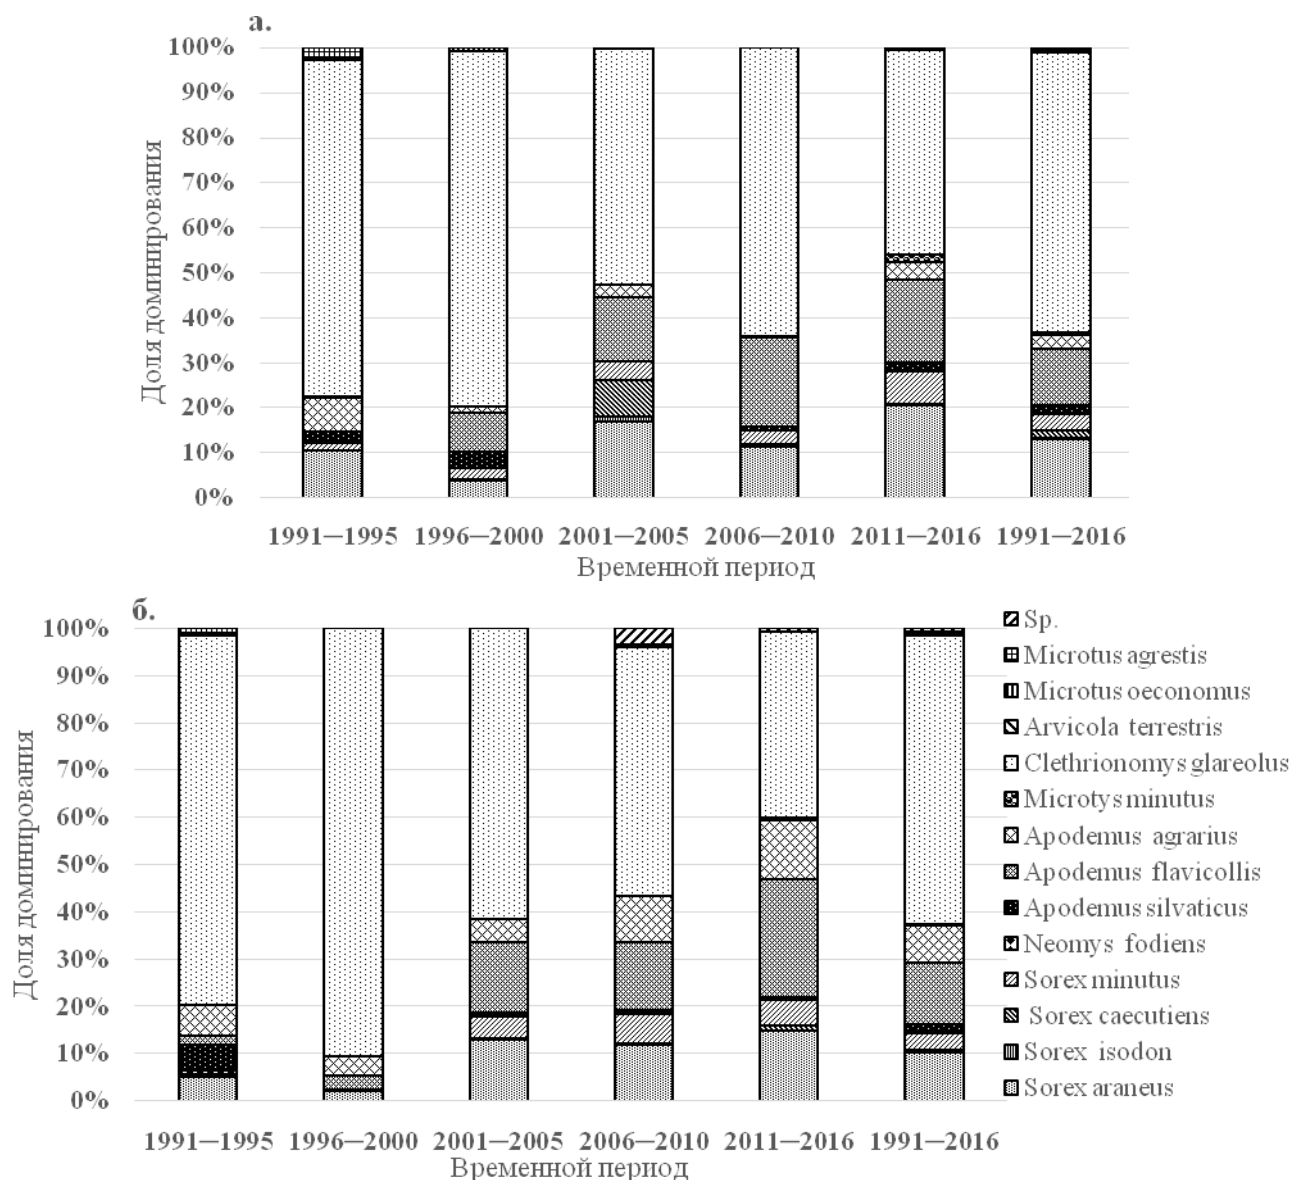 а.
100%
90%
80%
70%
60%
50%
40%
30%
20%
10%
0%
Доля доминирования
1991–1995 1996–2000 2001–2005 2006–2010 2011–2016 1991–2016
Временной период
б.
100%
90%
80%
70%
60%
50%
40%
30%
20%
10%
0%
Доля доминирования
1991–1995 1996–2000 2001–2005 2006–2010 2011–2016 1991–2016
Временной период
Sp.
Microtus agrestis
Microtus oeconomus
Arvicola terrestris
Clethrionomys glareolus
Microtys minutus
Apodemus agrarius
Apodemus flavicollis
Apodemus silvaticus
Neomys fodiens
Sorex minutus
Sorex caecutiens
Sorex isodon
Sorex araneus